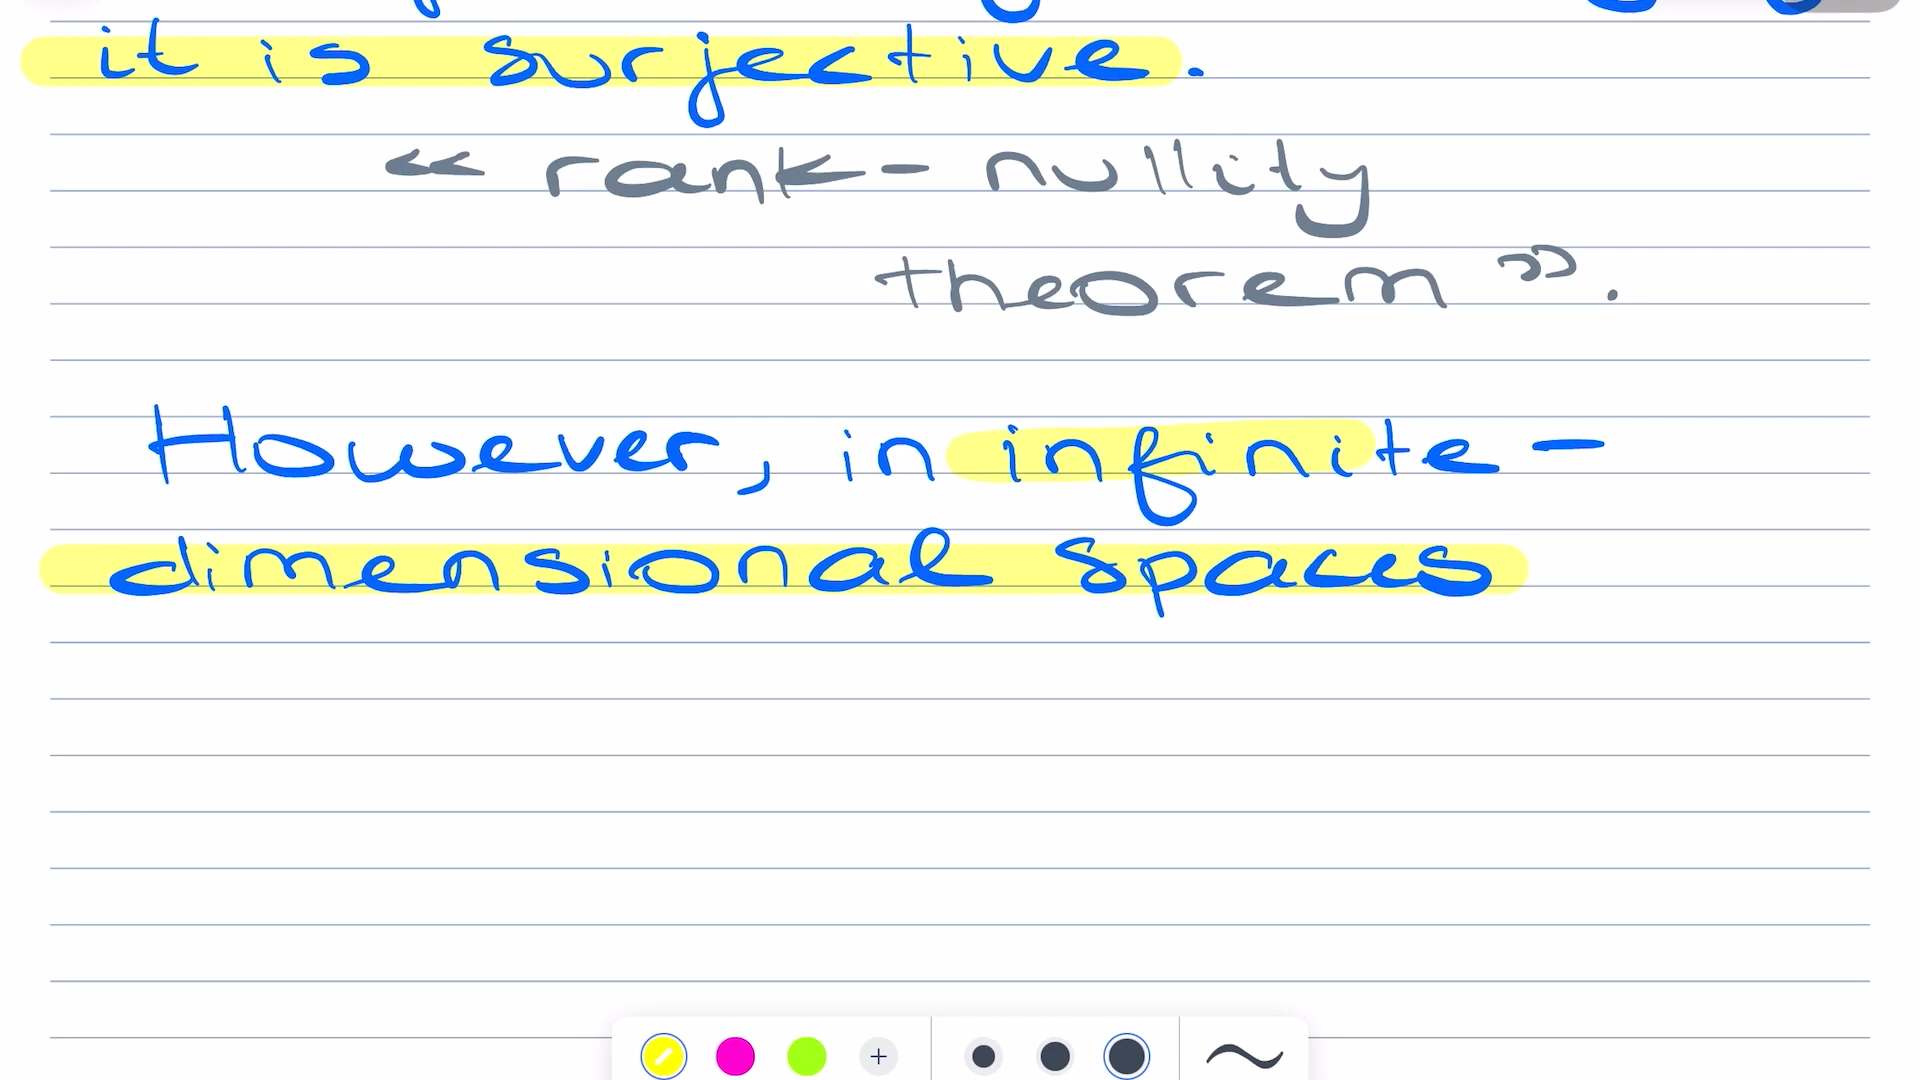 it is surjective.
« rank- nullity
theorem ».
However, in infinite-
dimensional spaces